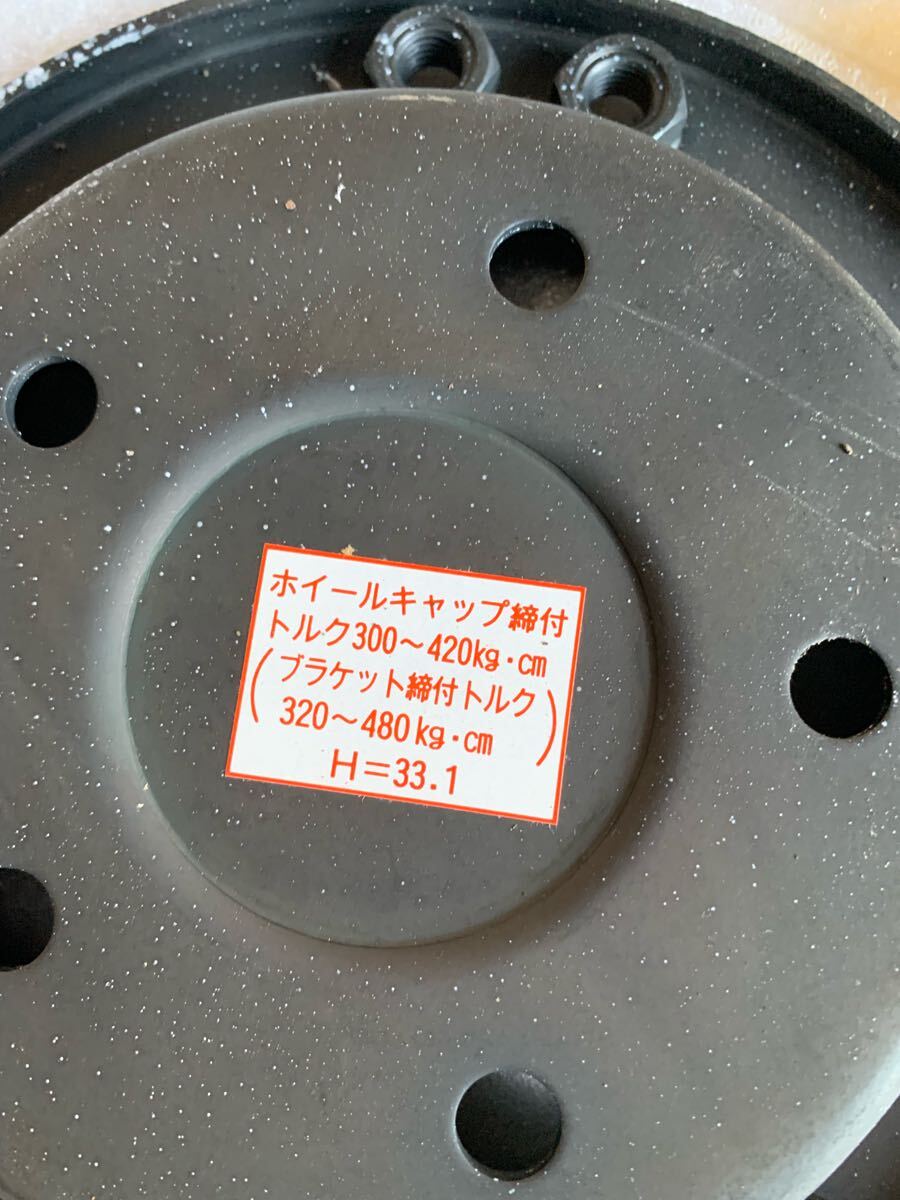 ホイールキャップ締付
トルク300〜420kg・cm
(ブラケット締付トルク
320〜480kg・cm)
H=33.1